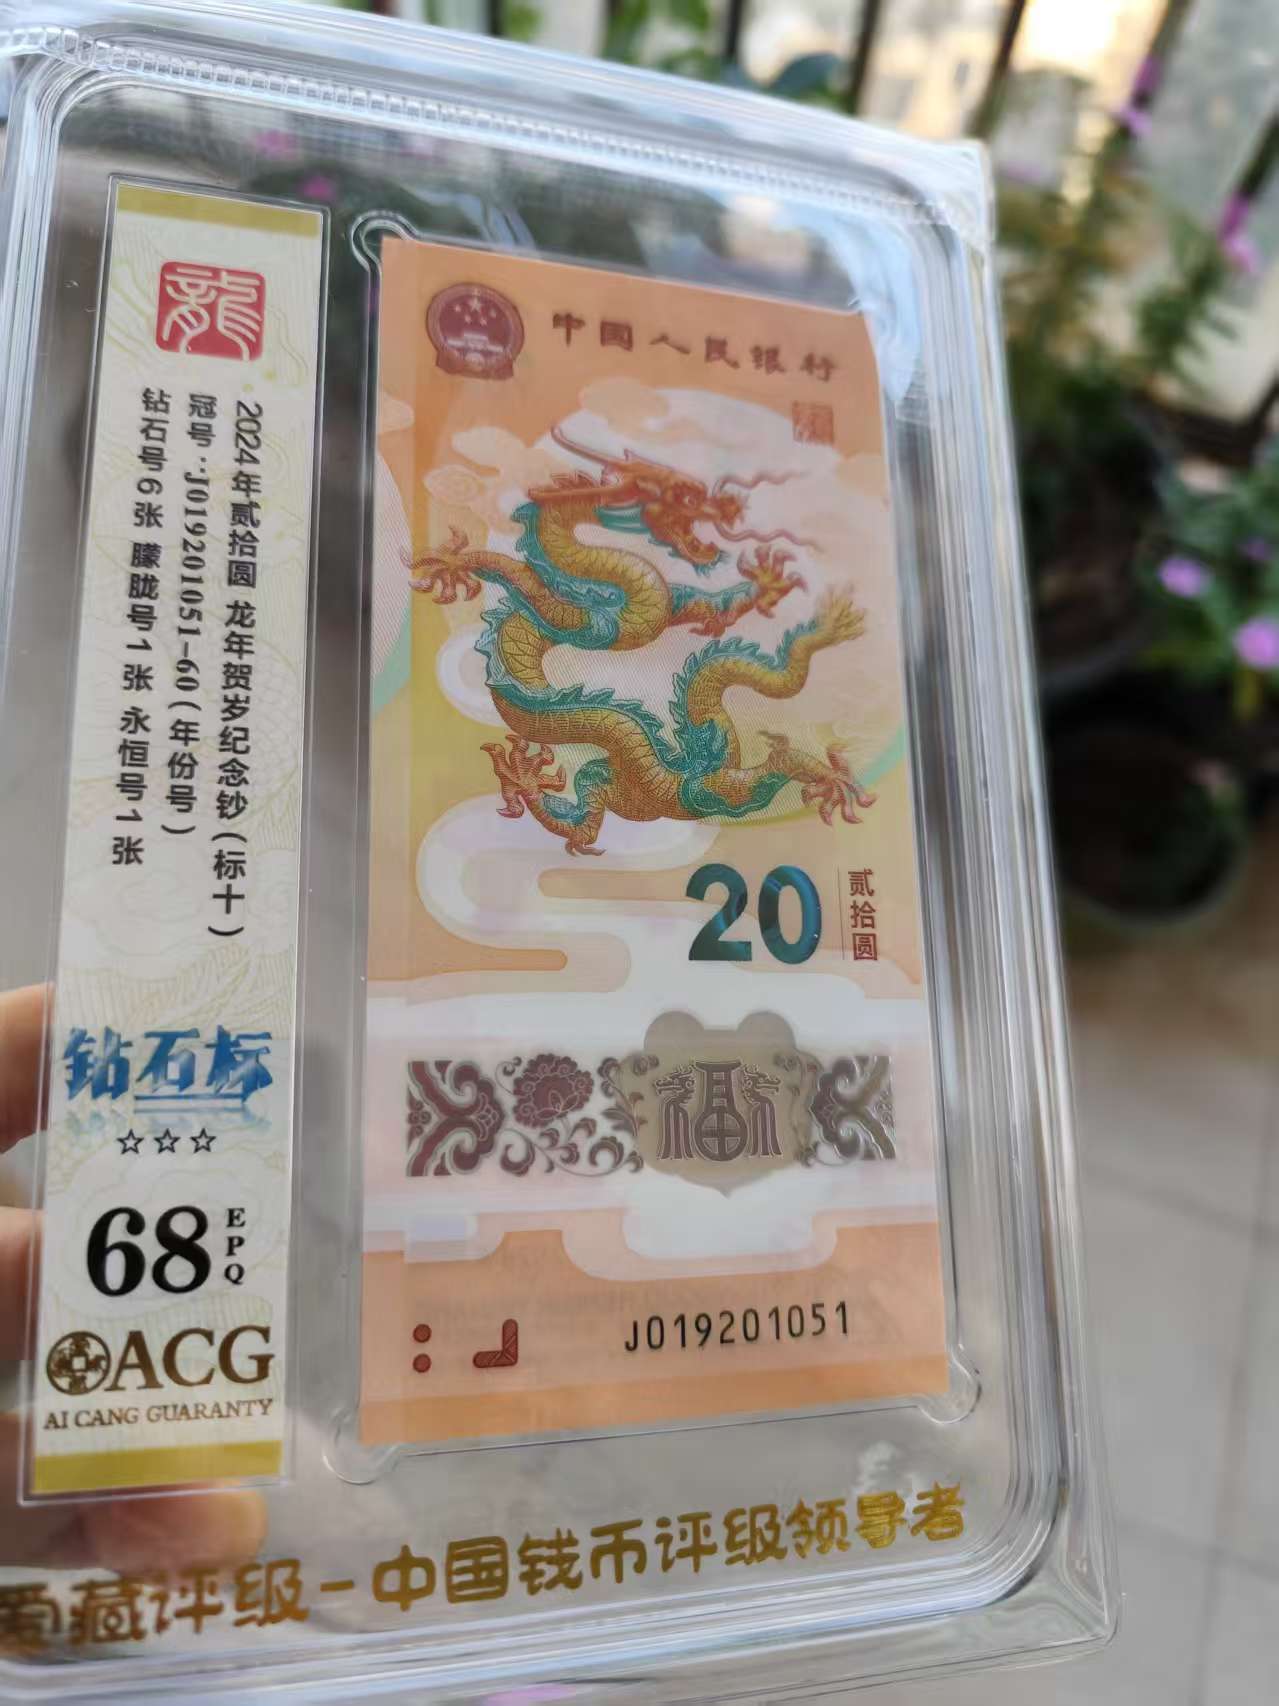 龍
2024年贰拾圆 龙年贺岁纪念钞(标十)
冠号:J019201051-60(年份号)
钻石号6张 朦胧号1张 永恒号1张
钻石标
☆☆☆
68 EPQ
ACG
AI CANG GUARANTY
中国人民银行
20 贰拾圆
福
J019201051
爱藏评级-中国钱币评级领导者